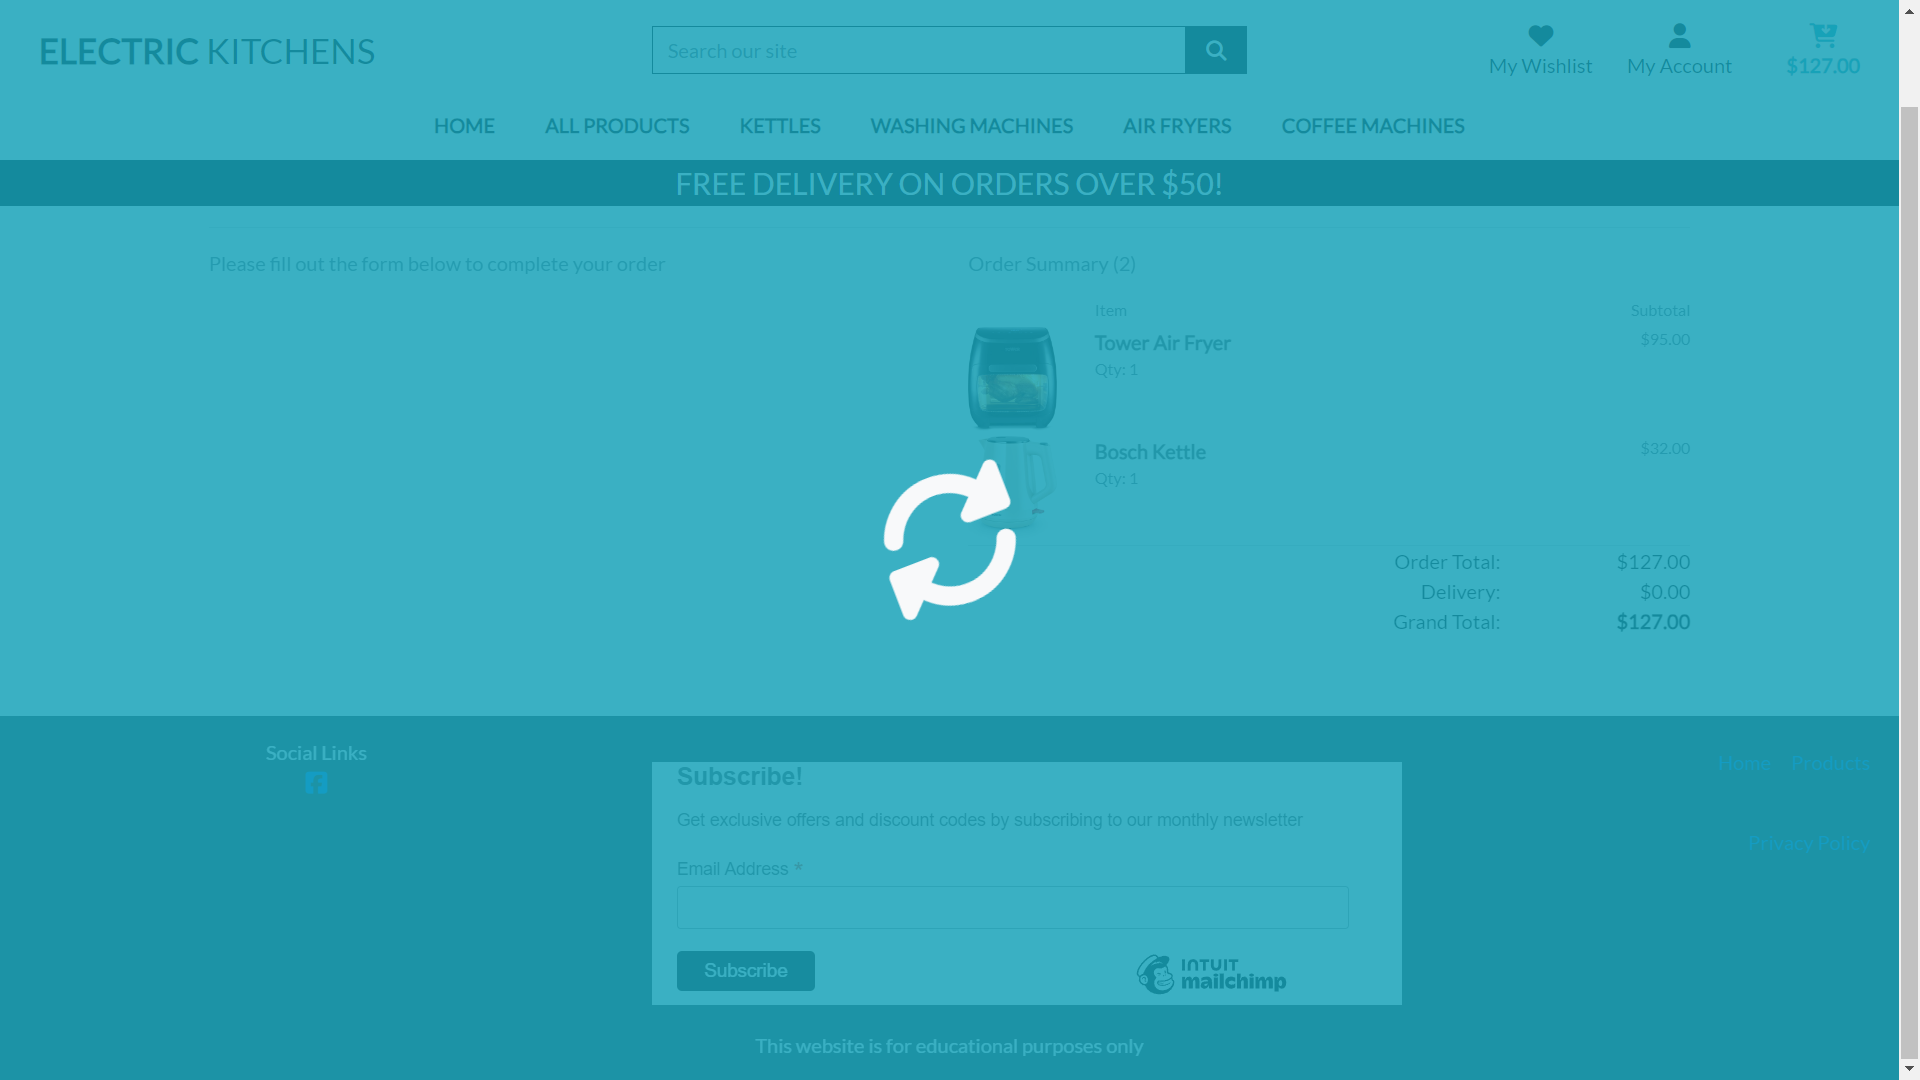 ELECTRIC KITCHENS
Search our site
My Wishlist
My Account
$127.00
HOME
ALL PRODUCTS
KETTLES
WASHING MACHINES
AIR FRYERS
COFFEE MACHINES
FREE DELIVERY ON ORDERS OVER $50!
Please fill out the form below to complete your order
Order Summary (2)
Item
Subtotal
Tower Air Fryer
$95.00
Qty: 1
Bosch Kettle
$32.00
Qty: 1
Order Total:
$127.00
Delivery:
$0.00
Grand Total:
$127.00
Social Links
Subscribe!
Get exclusive offers and discount codes by subscribing to our monthly newsletter
Email Address *
Subscribe
INTUIT
mailchimp
Home
Products
Privacy Policy
This website is for educational purposes only